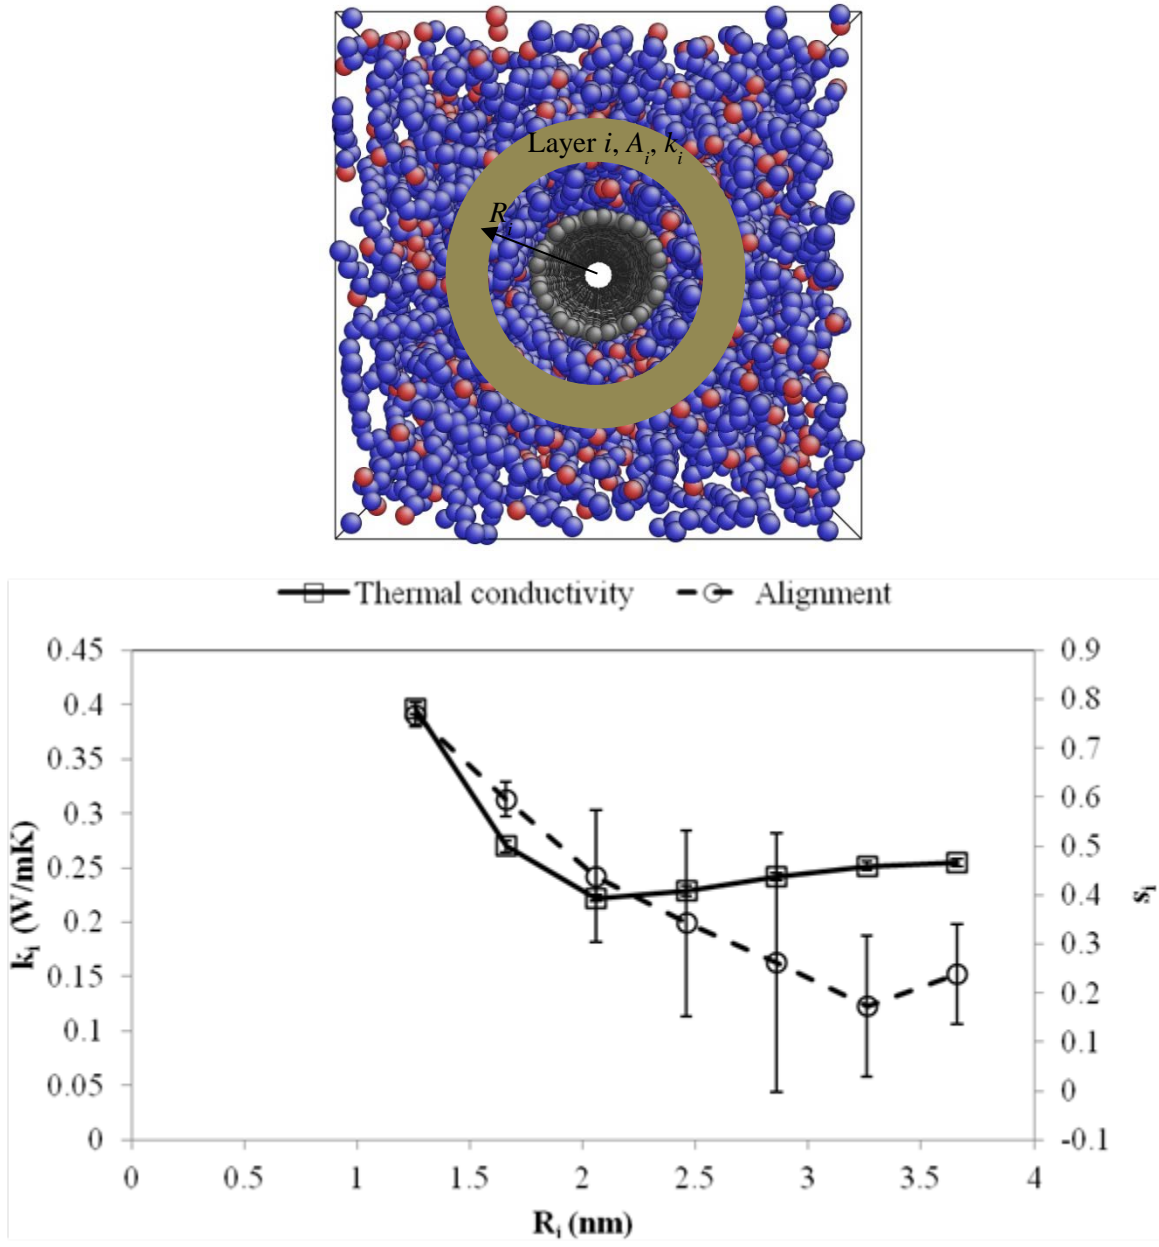 Layer i, Ai, ki
Ri
Thermal conductivity Alignment
0.45 0.9
0.4 0.8
0.35 0.7
0.3 0.6
0.25 0.5
0.2 0.4
0.15 0.3
0.1 0.2
0.05 0.1
0 0
-0.1
ki (W/mK)
si
0 0.5 1 1.5 2 2.5 3 3.5 4
Ri (nm)